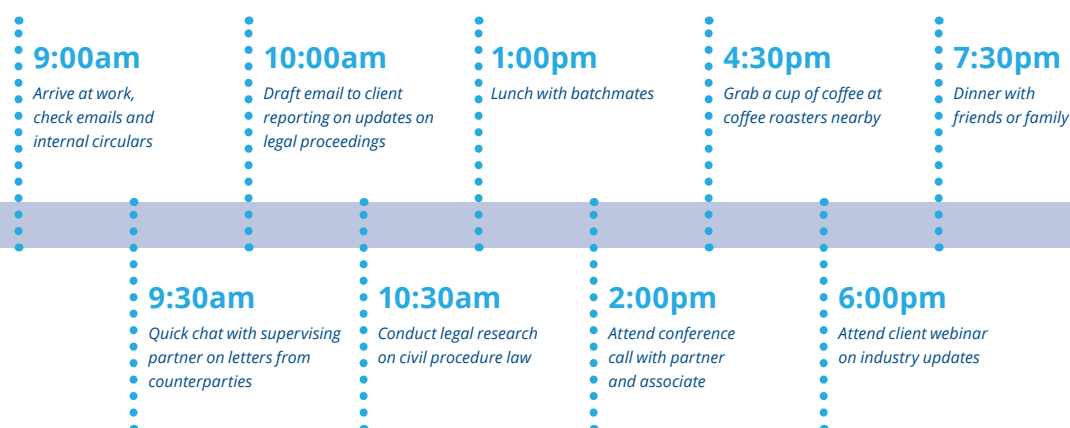 9:00am
Arrive at work,
check emails and
internal circulars
9:30am
Quick chat with supervising
partner on letters from
counterparties
10:00am
Draft email to client
reporting on updates on
legal proceedings
10:30am
Conduct legal research
on civil procedure law
1:00pm
Lunch with batchmates
2:00pm
Attend conference
call with partner
and associate
4:30pm
Grab a cup of coffee at
coffee roasters nearby
6:00pm
Attend client webinar
on industry updates
7:30pm
Dinner with
friends or family